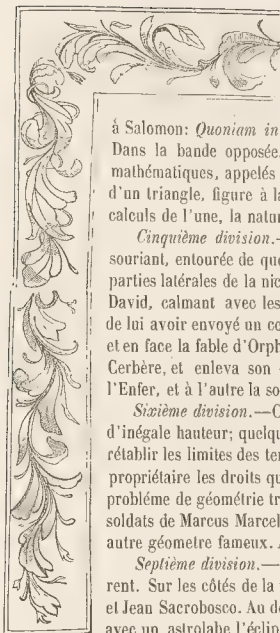 à Salomon: Quoniam in
Dans la bande opposée,
mathématiques, appelés
d'un triangle, figure à la
calculs de l'une, la natur
Cinquième division.—
souriant, entourée de que
parties latérales de la nic
David, calmant avec les
de lui avoir envoyé un co
et en face la fable d'Orph
Cerbère, et enleva son
l'Enfer, et à l'autre la so
Sixième division.—C
d'inégale hauteur; quelqu
rétablir les limites des ter
propriétaire les droits qu
probléme de géométrie tr
soldats de Marcus Marcel
autre géometre fameux. A
Septième division.—
rent. Sur les côtés de la
et Jean Sacrobosco. Au de
avec un astrolabe l'éclip